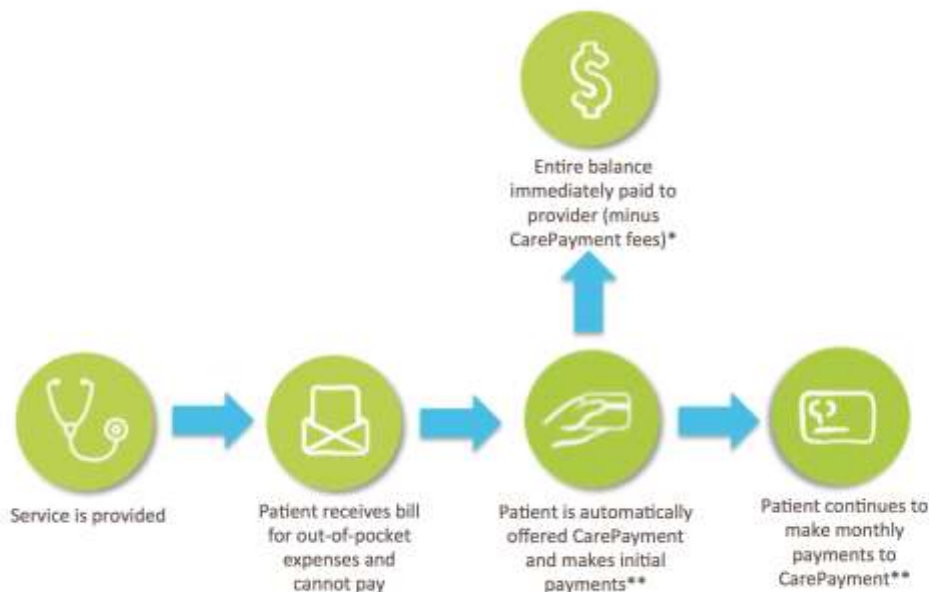 Entire balance
immediately paid to
provider (minus
CarePayment fees)*
Service is provided
Patient receives bill
for out-of-pocket
expenses and
cannot pay
Patient is automatically
offered CarePayment
and makes initial
payments**
Patient continues to
make monthly
payments to
CarePayment**